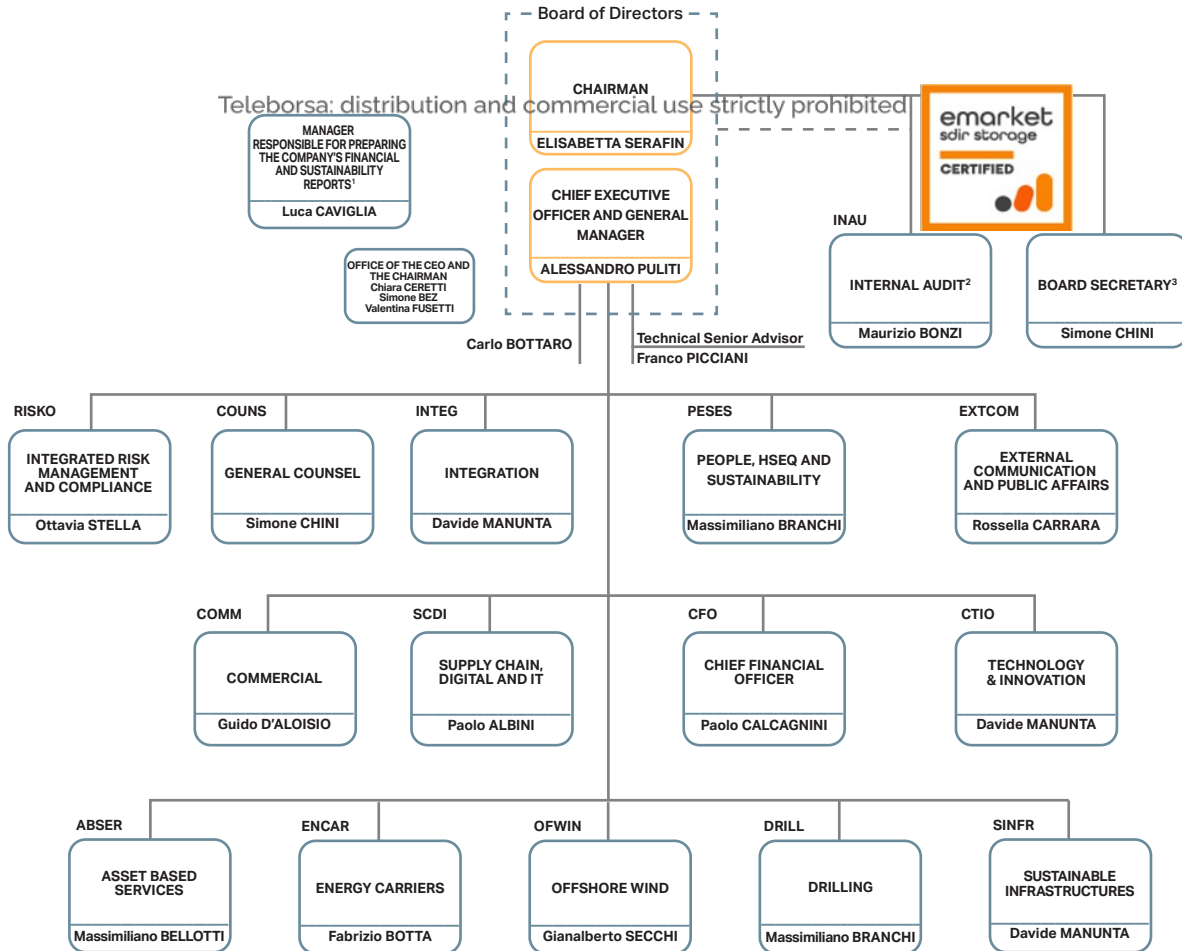 Board of Directors
CHAIRMAN
Teleborsa: distribution and commercial use strictly prohibited
ELISABETTA SERAFIN
emarket
sdir storage
CERTIFIED
MANAGER
RESPONSIBLE FOR PREPARING
THE COMPANY'S FINANCIAL
AND SUSTAINABILITY
REPORTS¹
Luca CAVIGLIA
CHIEF EXECUTIVE
OFFICER AND GENERAL
MANAGER
ALESSANDRO PULITI
INAU
INTERNAL AUDIT²
Maurizio BONZI
BOARD SECRETARY³
Simone CHINI
OFFICE OF THE CEO AND
THE CHAIRMAN
Chiara CERETTI
Simone BEZ
Valentina FUSETTI
Carlo BOTTARO
Technical Senior Advisor
Franco PICCIANI
RISKO
INTEGRATED RISK
MANAGEMENT
AND COMPLIANCE
Ottavia STELLA
COUNS
GENERAL COUNSEL
Simone CHINI
INTEG
INTEGRATION
Davide MANUNTA
PESES
PEOPLE, HSEQ AND
SUSTAINABILITY
Massimiliano BRANCHI
EXTCOM
EXTERNAL
COMMUNICATION
AND PUBLIC AFFAIRS
Rossella CARRARA
COMM
COMMERCIAL
Guido D'ALOISIO
SCDI
SUPPLY CHAIN,
DIGITAL AND IT
Paolo ALBINI
CFO
CHIEF FINANCIAL
OFFICER
Paolo CALCAGNINI
CTIO
TECHNOLOGY
& INNOVATION
Davide MANUNTA
ABSER
ASSET BASED
SERVICES
Massimiliano BELLOTTI
ENCAR
ENERGY CARRIERS
Fabrizio BOTTA
OFWIN
OFFSHORE WIND
Gianalberto SECCHI
DRILL
DRILLING
Massimiliano BRANCHI
SINFR
SUSTAINABLE
INFRASTRUCTURES
Davide MANUNTA